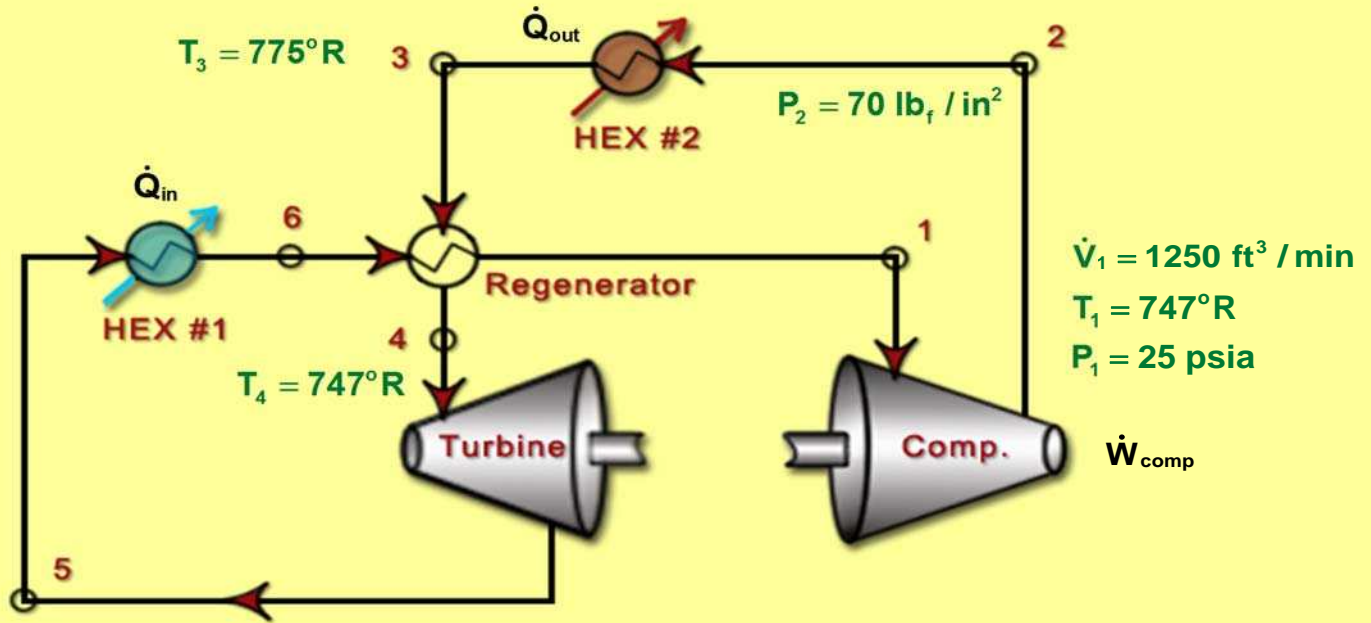 Q̇out
2
T3 = 775°R
3
P2 = 70 lbf / in²
HEX #2
Q̇in
6
1
V̇1 = 1250 ft³ / min
Regenerator
T1 = 747°R
HEX #1
4
P1 = 25 psia
T4 = 747°R
Turbine
Comp.
Ẇcomp
5